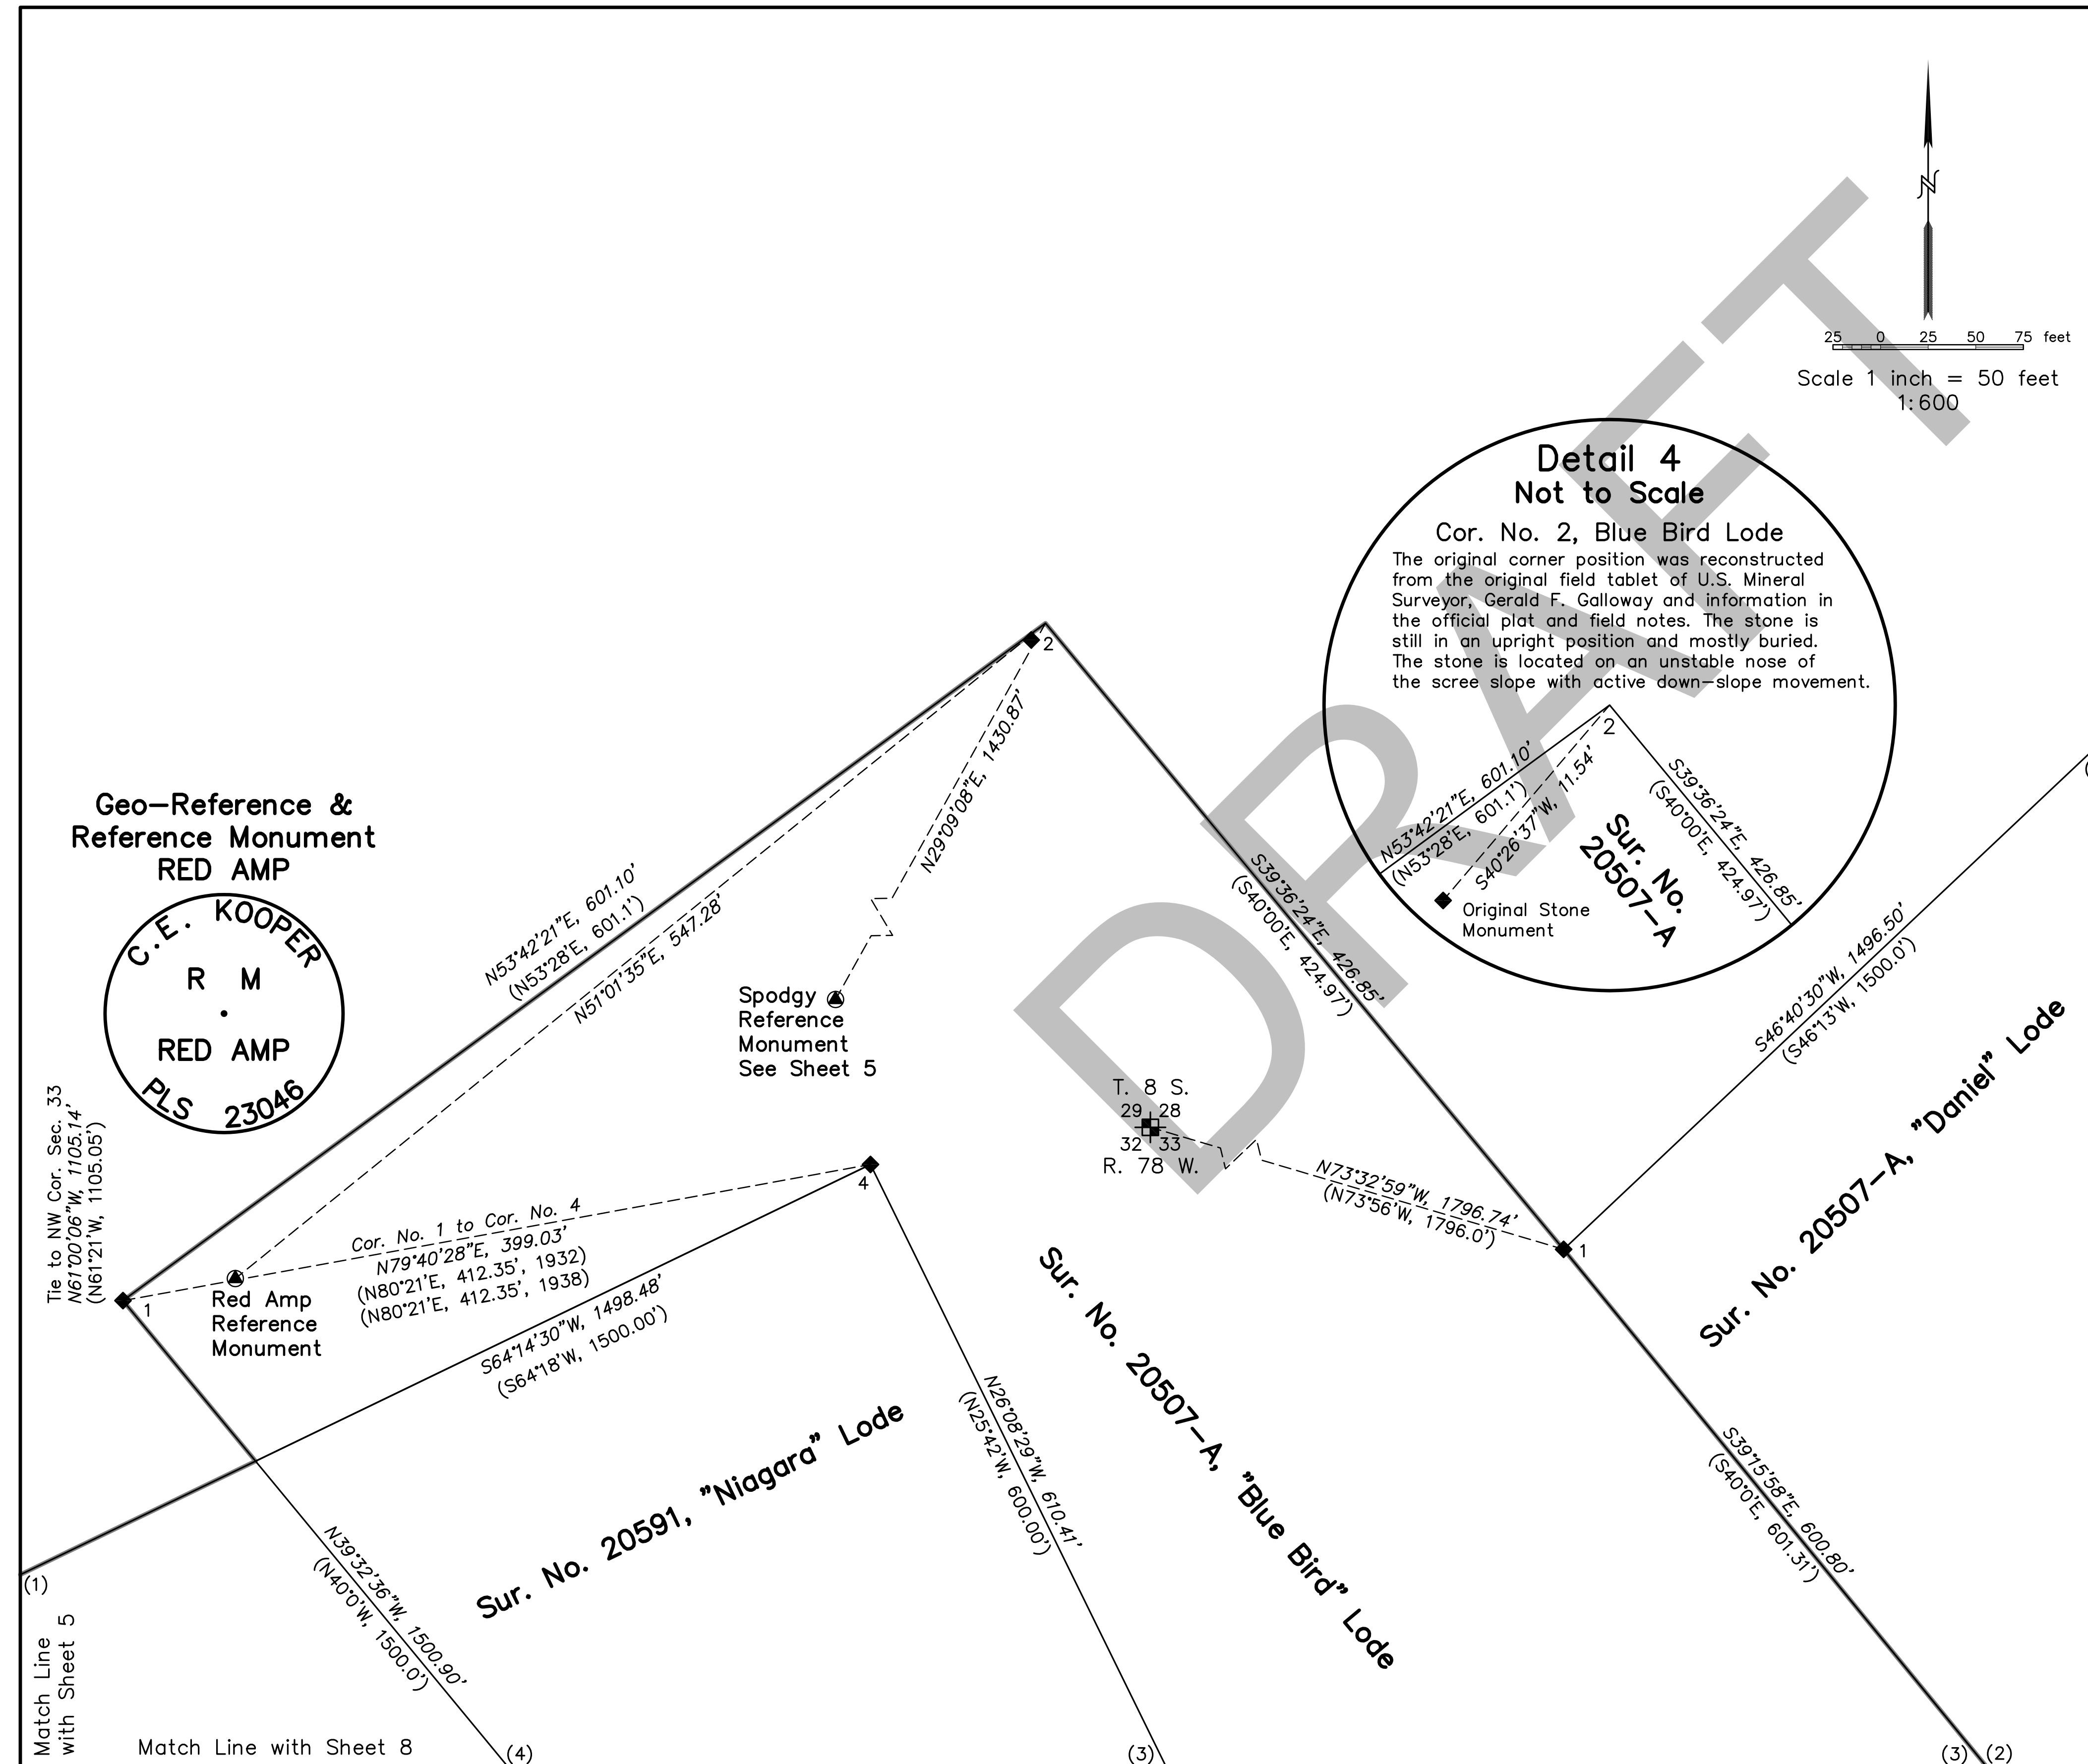 N
25 0 25 50 75 feet
Scale 1 inch = 50 feet
1:600
Detail 4
Not to Scale
Cor. No. 2, Blue Bird Lode
The original corner position was reconstructed
from the original field tablet of U.S. Mineral
Surveyor, Gerald F. Galloway and information in
the official plat and field notes. The stone is
still in an upright position and mostly buried.
The stone is located on an unstable nose of
the scree slope with active down-slope movement.
2
N53°42'21"E, 601.10'
(N53°28'E, 601.1')
S40°26'37"W, 11.54'
S39°36'24"E, 426.85'
(S40°00'E, 424.97')
Sur. No.
20507-A
Original Stone
Monument
2
N29°09'08"E, 1430.87'
Geo-Reference &
Reference Monument
RED AMP
C.E. KOOPER
R M
RED AMP
PLS 23046
N53°42'21"E, 601.10'
(N53°28'E, 601.1')
N51°01'35"E, 547.28'
Spodgy
Reference
Monument
See Sheet 5
S39°36'24"E, 426.85'
(S40°00'E, 424.97')
S46°40'30"W, 1496.50'
(S46°13'W, 1500.0')
Sur. No. 20507-A, "Daniel" Lode
T. 8 S.
29 28
32 33
R. 78 W.
N73°32'59"W, 1796.74'
(N73°56'W, 1796.0')
1
Tie to NW Cor. Sec. 33
N61°00'06"W, 1105.14'
(N61°21'W, 1105.05')
1
Red Amp
Reference
Monument
4
Cor. No. 1 to Cor. No. 4
N79°40'28"E, 399.03'
(N80°21'E, 412.35', 1932)
(N80°21'E, 412.35', 1938)
S64°14'30"W, 1498.48'
(S64°18'W, 1500.00')
Sur. No. 20591, "Niagara" Lode
N26°08'29"W, 610.41'
(N25°42'W, 600.00')
Sur. No. 20507-A, "Blue Bird" Lode
S39°15'58"E, 600.80'
(S40°0'E, 601.31')
N39°32'36"W, 1500.90'
(N40°0'W, 1500.0')
(1)
Match Line
with Sheet 5
Match Line with Sheet 8
(4)
(3)
(3) (2)
DRAFT